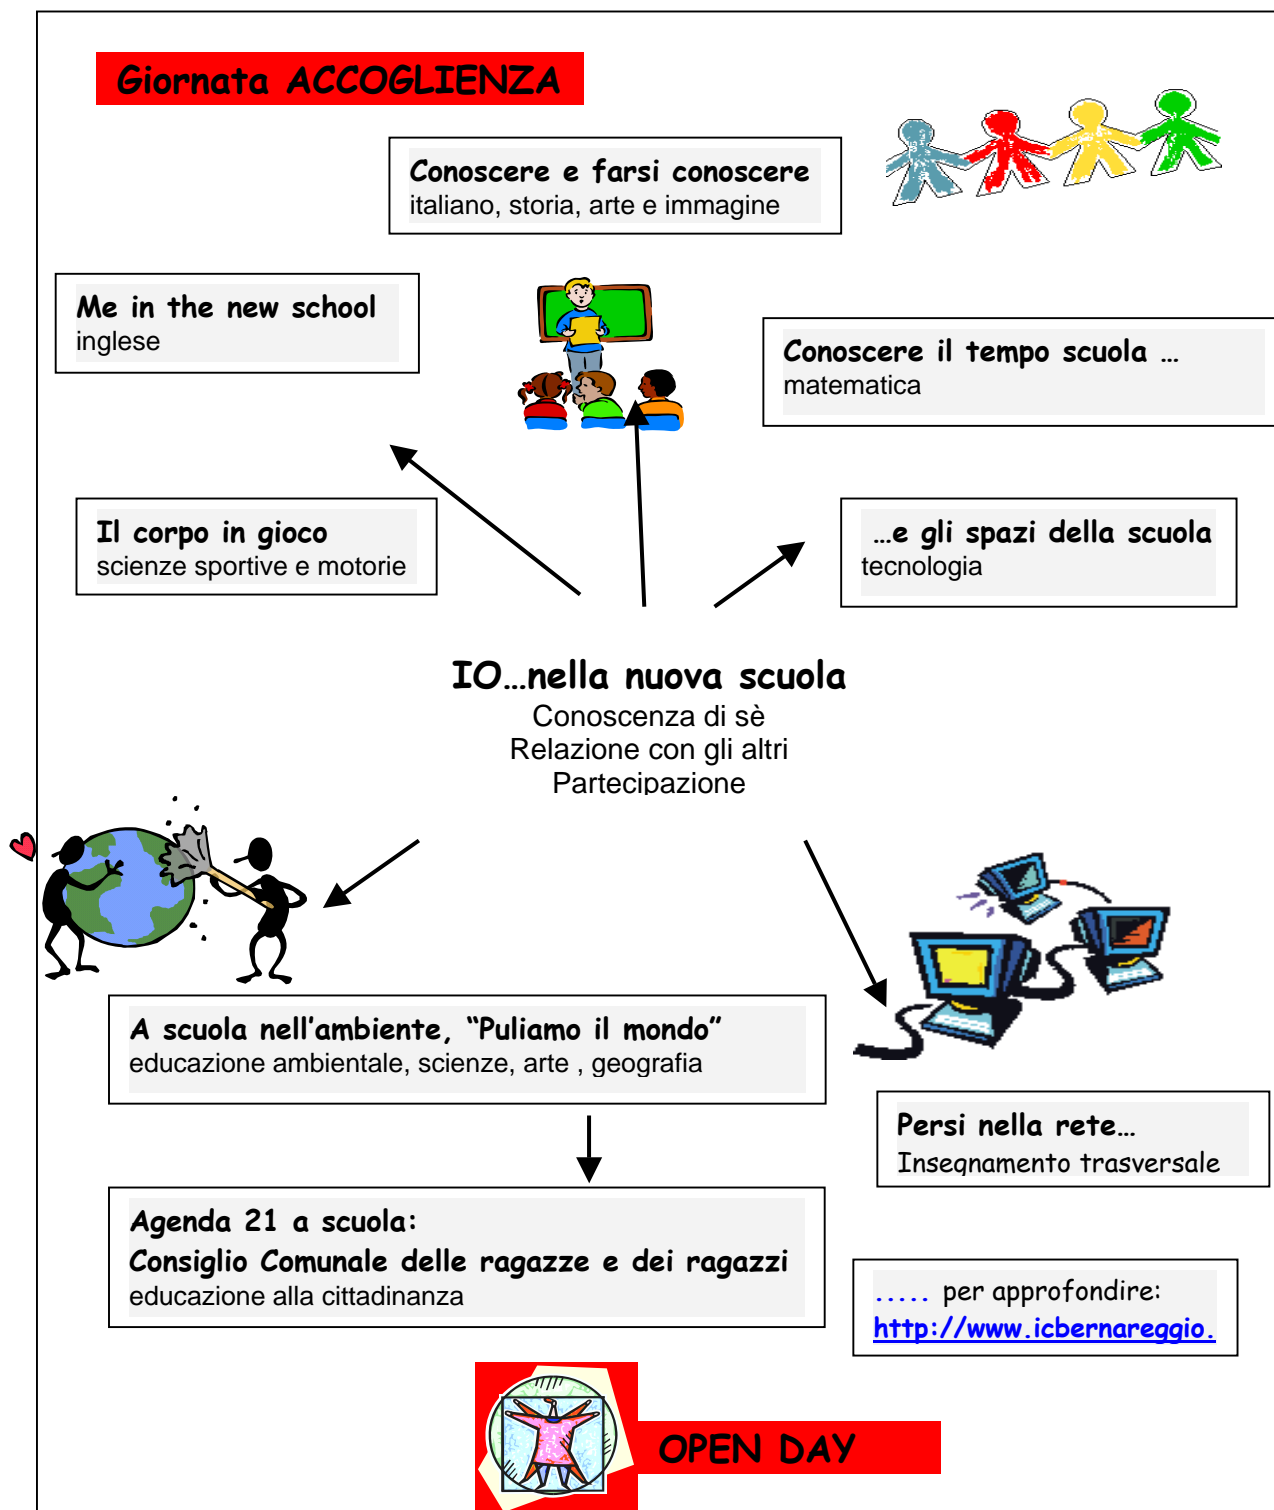 Giornata ACCOGLIENZA
Conoscere e farsi conoscere
italiano, storia, arte e immagine
Me in the new school
inglese
Conoscere il tempo scuola …
matematica
Il corpo in gioco
scienze sportive e motorie
…e gli spazi della scuola
tecnologia
IO…nella nuova scuola
Conoscenza di sè
Relazione con gli altri
Partecipazione
A scuola nell’ambiente, “Puliamo il mondo”
educazione ambientale, scienze, arte , geografia
Persi nella rete…
Insegnamento trasversale
Agenda 21 a scuola:
Consiglio Comunale delle ragazze e dei ragazzi
educazione alla cittadinanza
..... per approfondire:
http://www.icbernareggio.
OPEN DAY